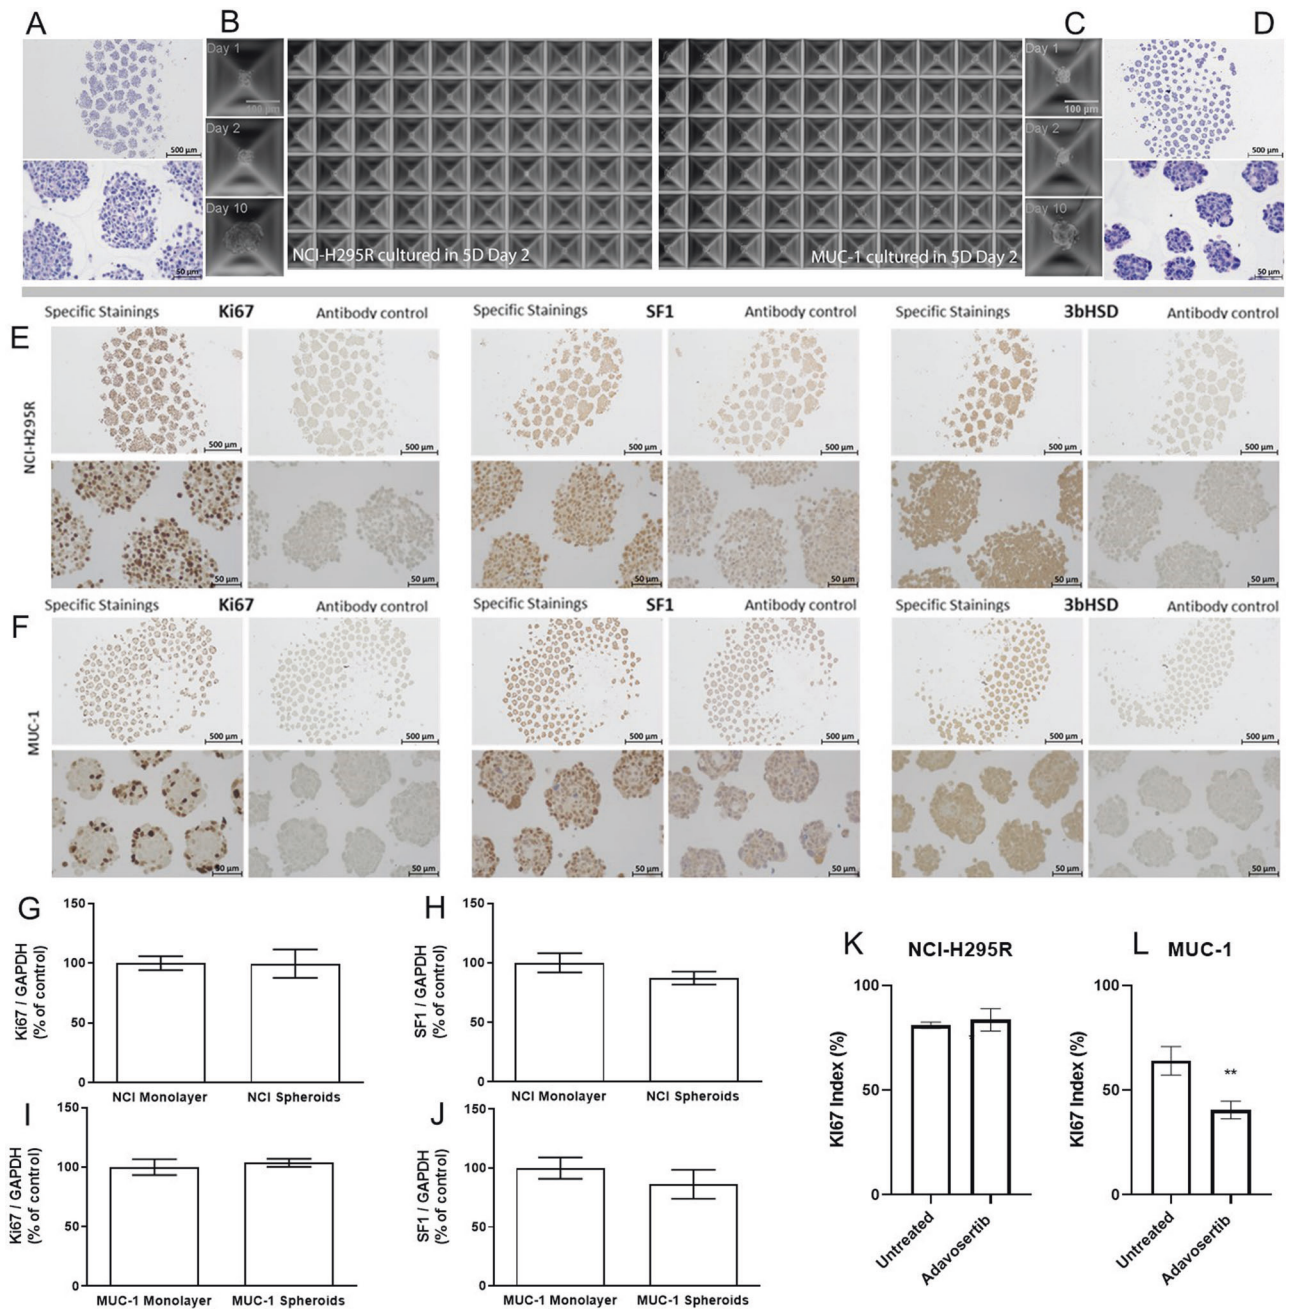 A
B
C
D
Day 1
100 µm
Day 2
Day 10
500 µm
50 µm
NCI-H295R cultured in 5D Day 2
MUC-1 cultured in 5D Day 2
Day 1
100 µm
Day 2
Day 10
500 µm
50 µm
Specific Stainings Ki67 Antibody control
Specific Stainings SF1 Antibody control
Specific Stainings 3bHSD Antibody control
E
NCI-H295R
500 µm 500 µm 500 µm 500 µm 500 µm 500 µm
50 µm 50 µm 50 µm 50 µm 50 µm 50 µm
Specific Stainings Ki67 Antibody control
Specific Stainings SF1 Antibody control
Specific Stainings 3bHSD Antibody control
F
MUC-1
500 µm 500 µm 500 µm 500 µm 500 µm 500 µm
50 µm 50 µm 50 µm 50 µm 50 µm 50 µm
G
Ki67 / GAPDH
(% of control)
150
100
50
0
NCI Monolayer NCI Spheroids
H
SF1 / GAPDH
(% of control)
150
100
50
0
NCI Monolayer NCI Spheroids
I
Ki67 / GAPDH
(% of control)
150
100
50
0
MUC-1 Monolayer MUC-1 Spheroids
J
SF1 / GAPDH
(% of control)
150
100
50
0
MUC-1 Monolayer MUC-1 Spheroids
K
NCI-H295R
KI67 Index (%)
100
50
0
Untreated
Adavosertib
L
MUC-1
KI67 Index (%)
100
50
0
**
Untreated
Adavosertib